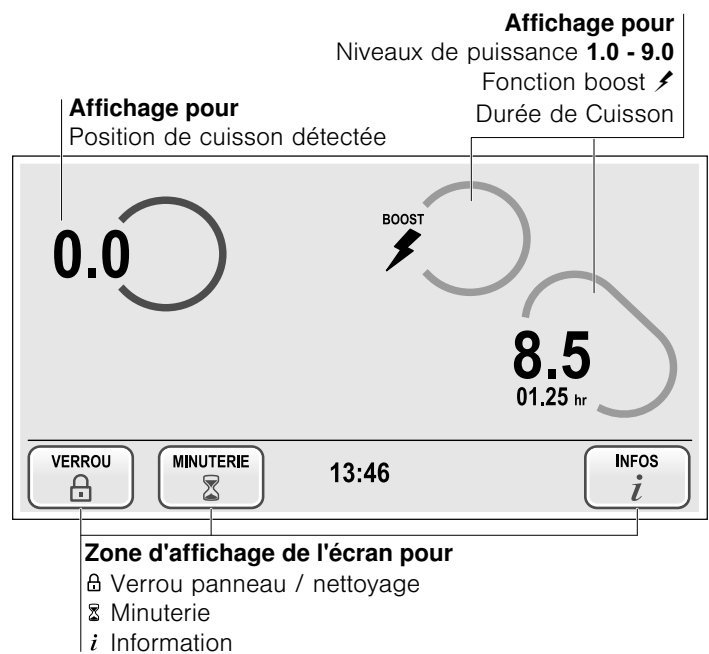 Affichage pour
Niveaux de puissance 1.0 - 9.0
Fonction boost
Durée de Cuisson
Affichage pour
Position de cuisson détectée
0.0
BOOST
8.5
01.25 hr
VERROU
MINUTERIE
13:46
INFOS
i
Zone d'affichage de l'écran pour
Verrou panneau / nettoyage
Minuterie
i Information